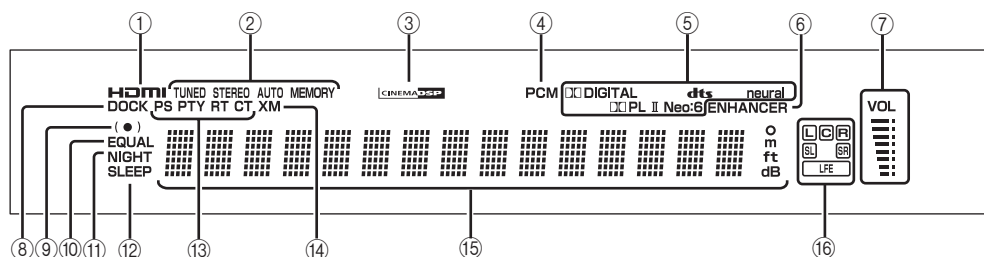 ① ② ③ ④ ⑤ ⑥ ⑦
HDMI TUNED STEREO AUTO MEMORY CINEMA DSP PCM DIGITAL dts neural VOL
DOCK PS PTY RT CT XM PL II Neo:6 ENHANCER
(●)
EQUAL
NIGHT
SLEEP
o
m
ft
dB
L C R
SL SR
LFE
⑧ ⑨ ⑩ ⑪ ⑫ ⑬ ⑭ ⑮ ⑯